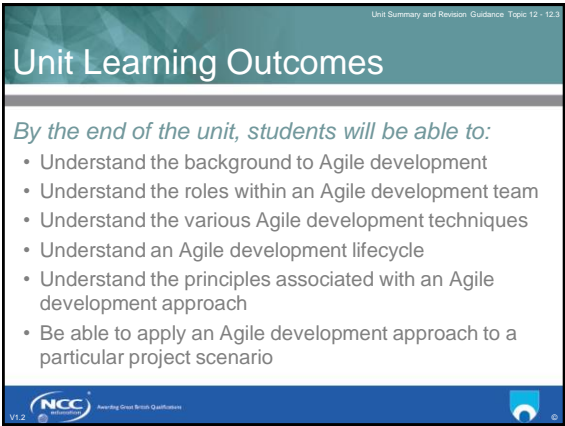 Unit Summary and Revision Guidance Topic 12 - 12.3
Unit Learning Outcomes
By the end of the unit, students will be able to:
• Understand the background to Agile development
• Understand the roles within an Agile development team
• Understand the various Agile development techniques
• Understand an Agile development lifecycle
• Understand the principles associated with an Agile
development approach
• Be able to apply an Agile development approach to a
particular project scenario
V1.2
NCC
education
Awarding Great British Qualifications
©